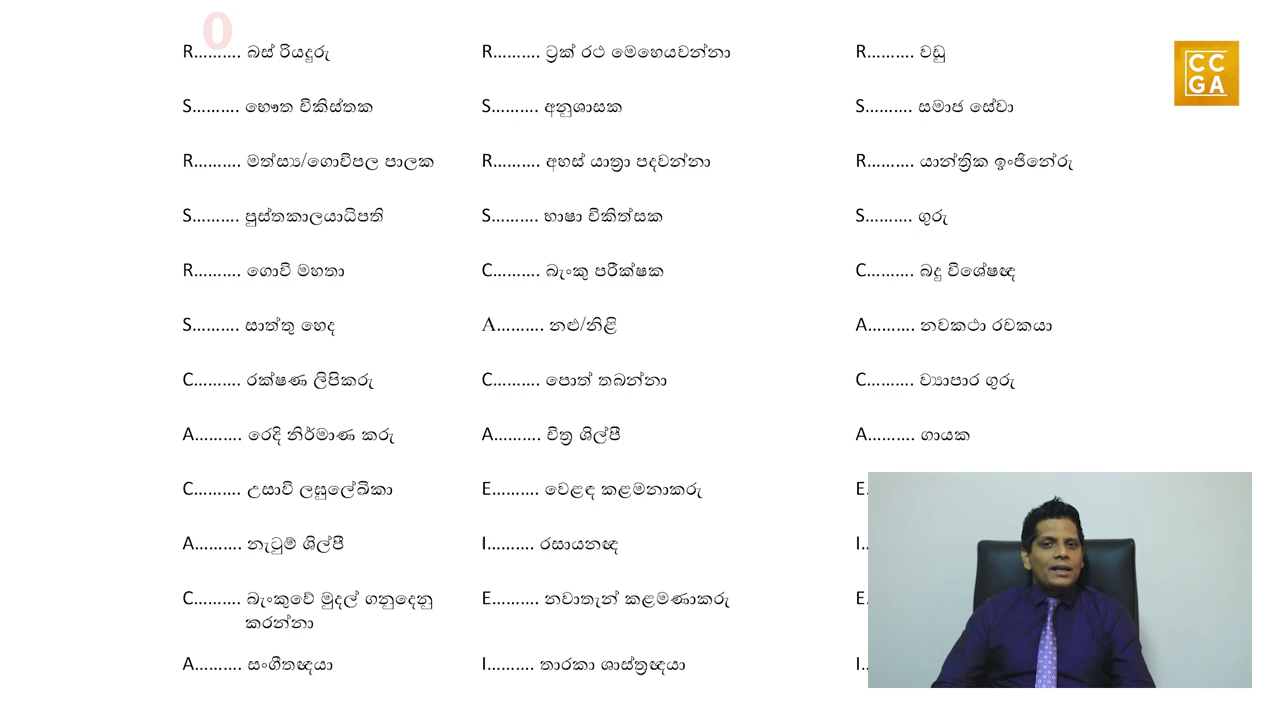 0
R.......... බස් රියදුරු
R.......... ට්‍රක් රථ මෙහෙයවන්නා
R.......... වඩු
CC
GA
S.......... භෞත චිකිස්තක
S.......... අනුශාසක
S.......... සමාජ සේවා
R.......... මත්ස්‍ය/ගොවිපල පාලක
R.......... අහස් යාත්‍රා පදවන්නා
R.......... යාන්ත්‍රික ඉංජිනේරු
S.......... පුස්තකාලයාධිපති
S.......... භාෂා චිකීත්සක
S.......... ගුරු
R.......... ගොවි මහතා
C.......... බැංකු පරීක්ෂක
C.......... බදු විශේෂඥ
S.......... සාත්තු හෙද
A.......... නළු/නිළි
A.......... නවකථා රචකයා
C.......... රක්ෂණ ලිපිකරු
C.......... පොත් තබන්නා
C.......... ව්‍යාපාර ගුරු
A.......... රෙදි නිර්මාණ කරු
A.......... චිත්‍ර ශිල්පී
A.......... ගායක
C.......... උසාවි ලඝුලේඛිකා
E.......... වෙළඳ කළමනාකරු
E.
A.......... නැටුම් ශිල්පී
I.......... රසායනඥ
I..
C.......... බැංකුවේ මුදල් ගනුදෙනු
කරන්නා
E.......... නවාතැන් කළමණාකරු
E.
A.......... සංගීතඥයා
I.......... තාරකා ශාස්ත්‍රඥයා
I..